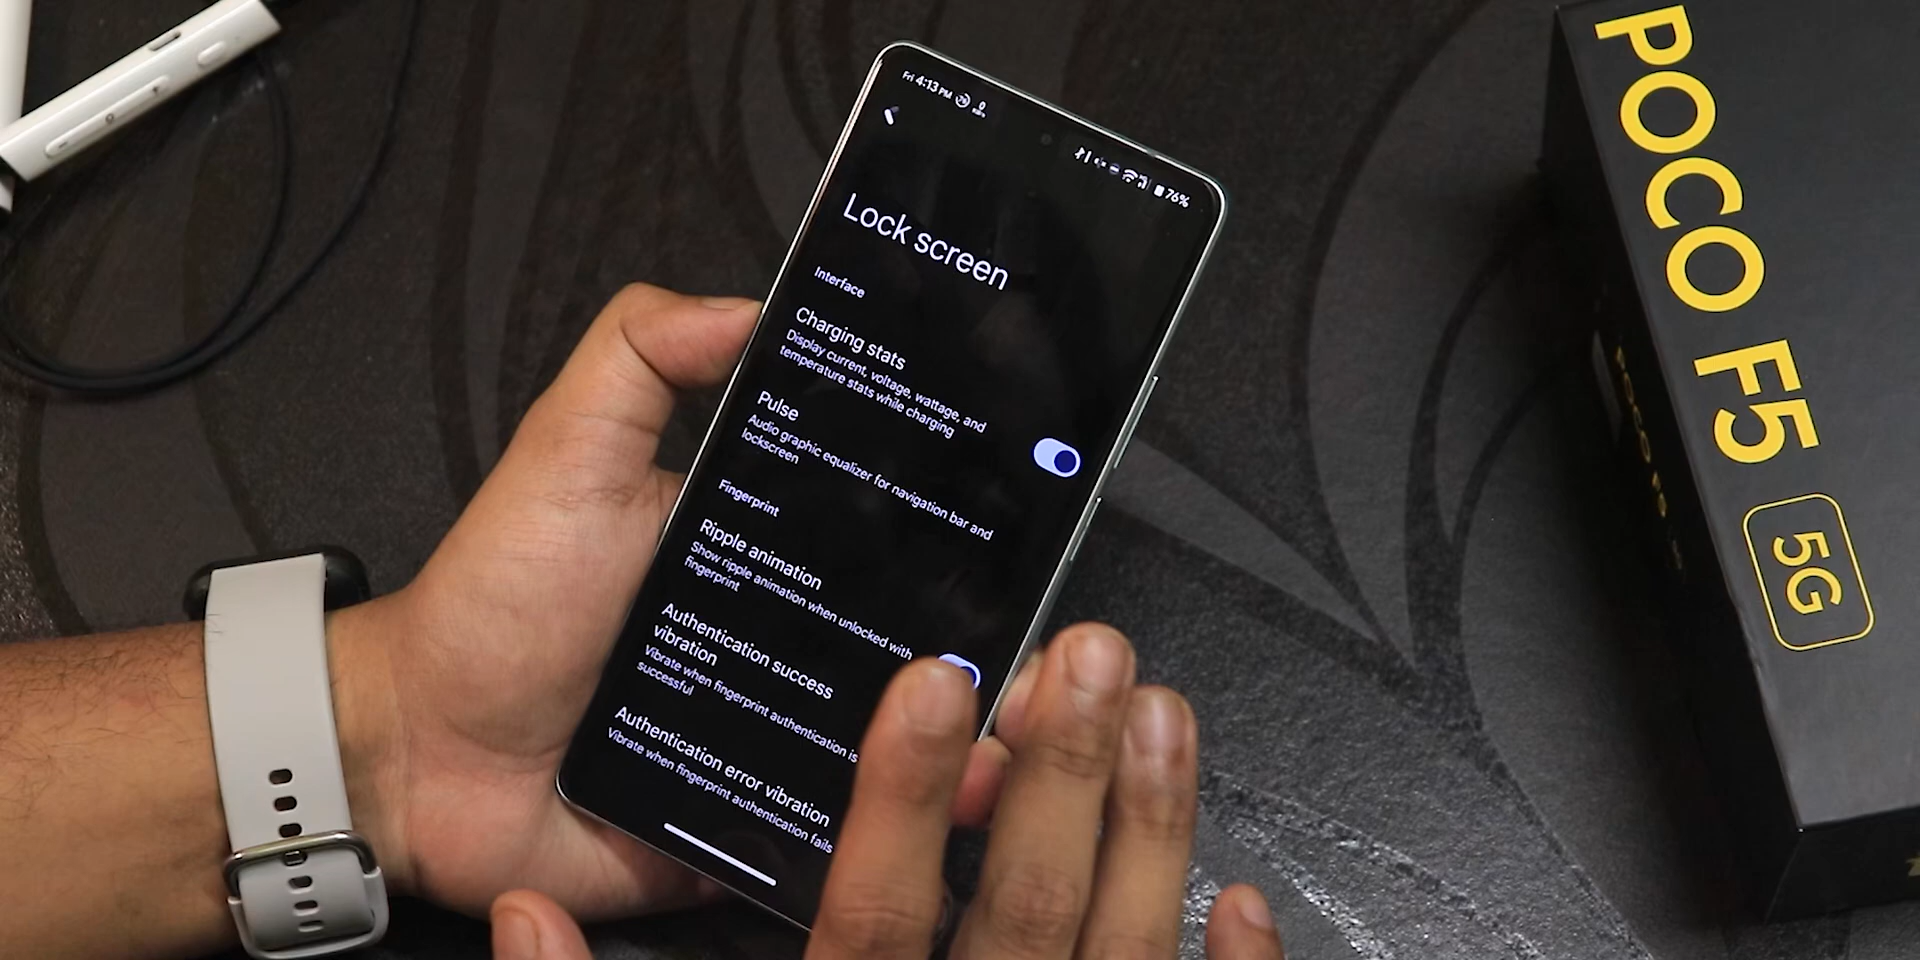 Fri 4:13 PM
76%
Lock screen
Interface
Charging stats
Display current, voltage, wattage, and
temperature stats while charging
Pulse
Audio graphic equalizer for navigation bar and
lockscreen
Fingerprint
Ripple animation
Show ripple animation when unlocked with
fingerprint
Authentication success
vibration
Vibrate when fingerprint authentication is
successful
Authentication error vibration
Vibrate when fingerprint authentication fails
POCO F5
5G